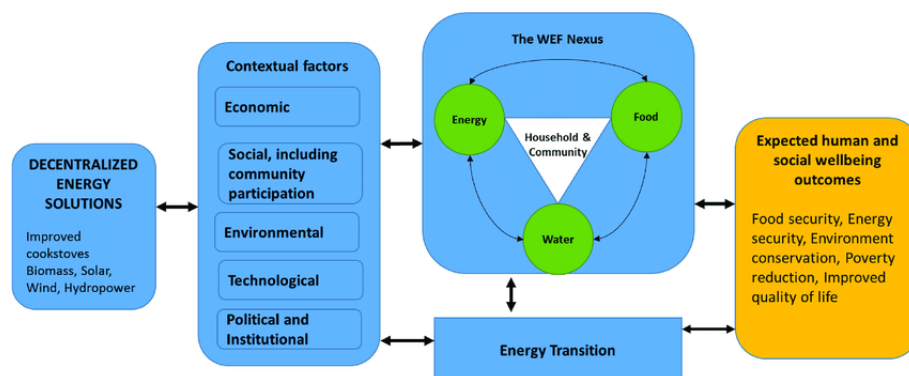 DECENTRALIZED
ENERGY
SOLUTIONS
Improved
cookstoves
Biomass, Solar,
Wind, Hydropower
Contextual factors
Economic
Social, including
community
participation
Environmental
Technological
Political and
Institutional
The WEF Nexus
Energy
Food
Household &
Community
Water
Energy Transition
Expected human and
social wellbeing
outcomes
Food security, Energy
security, Environment
conservation, Poverty
reduction, Improved
quality of life